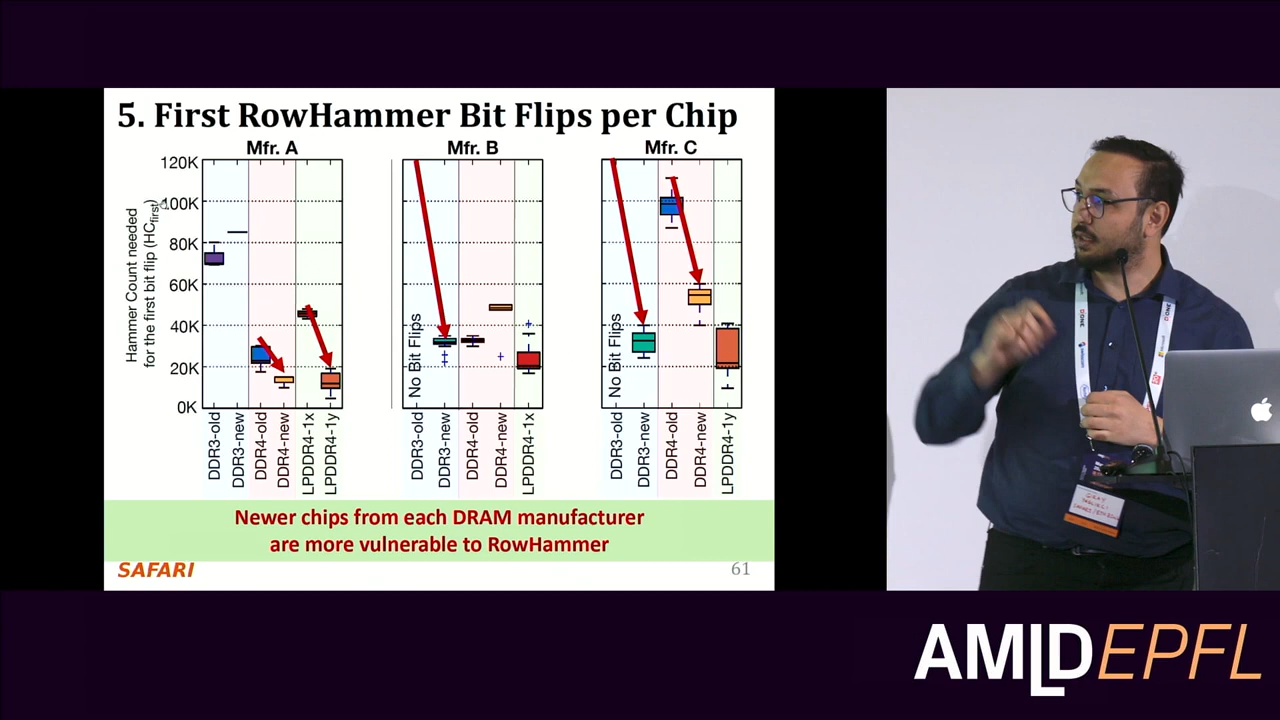 5. First RowHammer Bit Flips per Chip
Mfr. A
Mfr. B
Mfr. C
Hammer Count needed
for the first bit flip (HCfirst)
120K
100K
80K
60K
40K
20K
0K
No Bit Flips
No Bit Flips
DDR3-old
DDR3-new
DDR4-old
DDR4-new
LPDDR4-1x
LPDDR4-1y
DDR3-old
DDR3-new
DDR4-old
DDR4-new
LPDDR4-1x
DDR3-old
DDR3-new
DDR4-old
DDR4-new
LPDDR4-1y
Newer chips from each DRAM manufacturer
are more vulnerable to RowHammer
SAFARI
61
AMLDEPFL